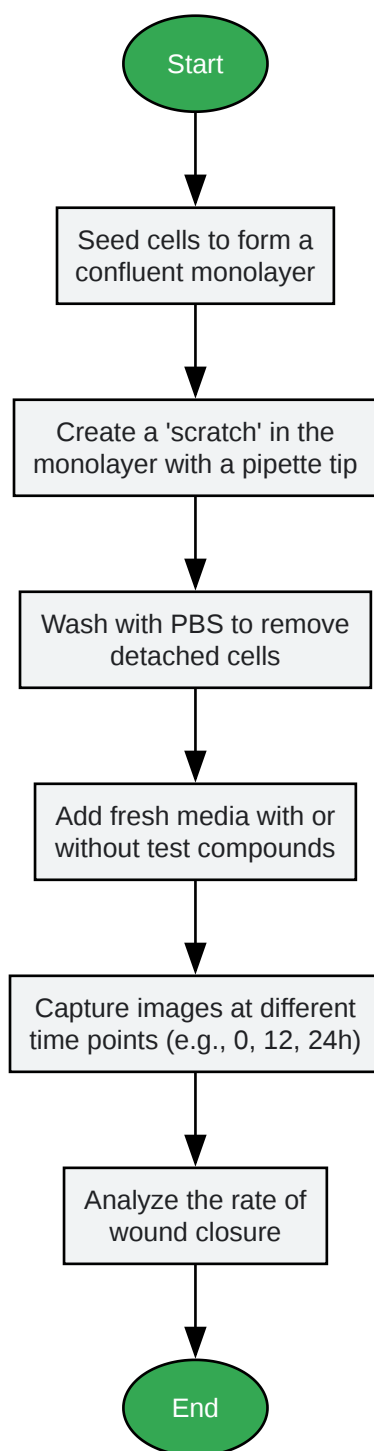 Start
Seed cells to form a
confluent monolayer
Create a 'scratch' in the
monolayer with a pipette tip
Wash with PBS to remove
detached cells
Add fresh media with or
without test compounds
Capture images at different
time points (e.g., 0, 12, 24h)
Analyze the rate of
wound closure
End